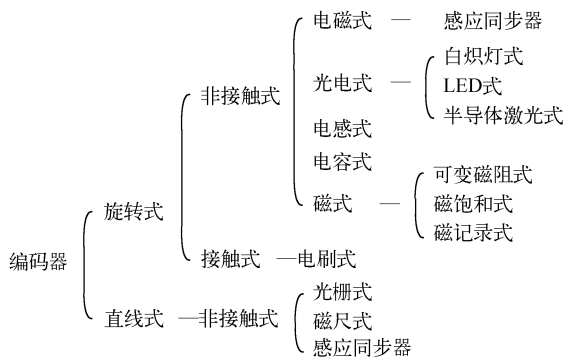 电磁式 — 感应同步器
白炽灯式
光电式 — LED式
半导体激光式
非接触式
电感式
电容式
可变磁阻式
磁式 — 磁饱和式
磁记录式
旋转式
编码器
接触式 —电刷式
光栅式
直线式 —非接触式 磁尺式
感应同步器